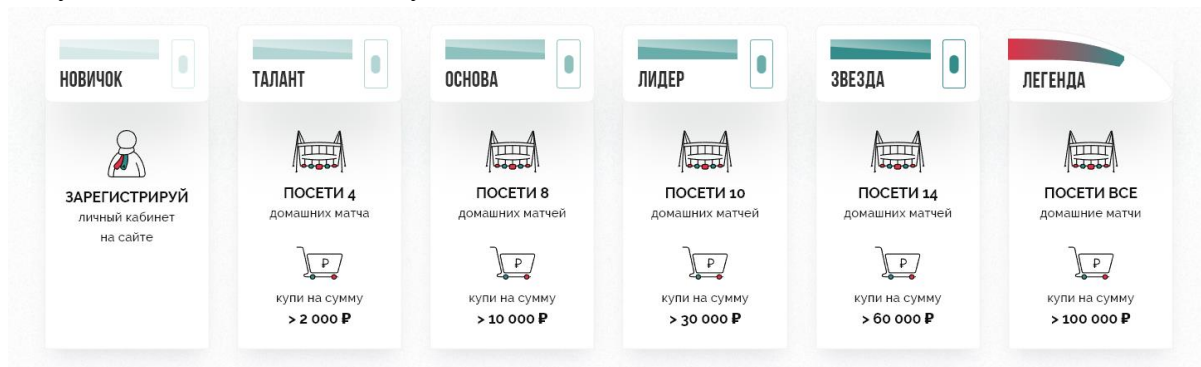 НОВИЧОК
ЗАРЕГИСТРИРУЙ
личный кабинет
на сайте
ТАЛАНТ
ПОСЕТИ 4
домашних матча
₽
купи на сумму
> 2 000 ₽
ОСНОВА
ПОСЕТИ 8
домашних матчей
₽
купи на сумму
> 10 000 ₽
ЛИДЕР
ПОСЕТИ 10
домашних матчей
₽
купи на сумму
> 30 000 ₽
ЗВЕЗДА
ПОСЕТИ 14
домашних матчей
₽
купи на сумму
> 60 000 ₽
ЛЕГЕНДА
ПОСЕТИ ВСЕ
домашние матчи
₽
купи на сумму
> 100 000 ₽